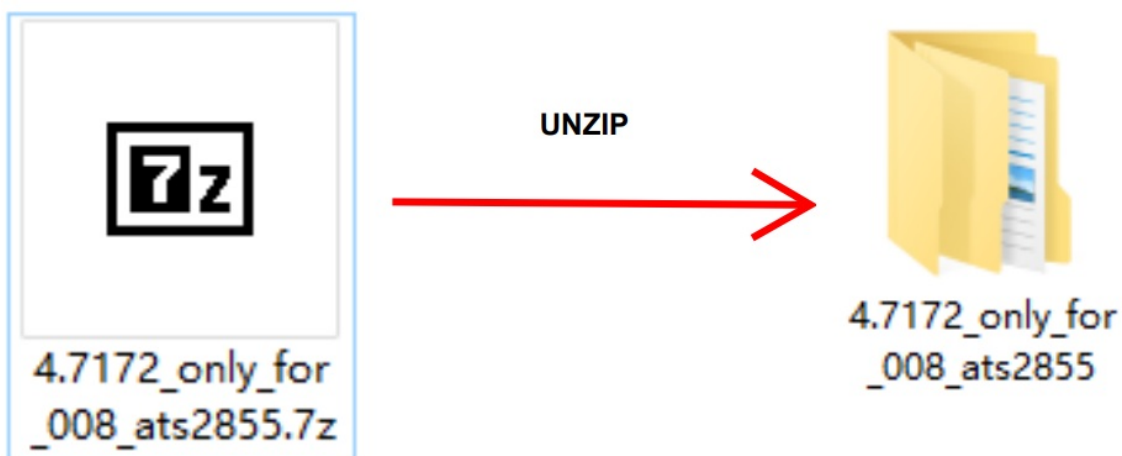 7z
UNZIP
4.7172_only_for
_008_ats2855.7z
4.7172_only_for
_008_ats2855